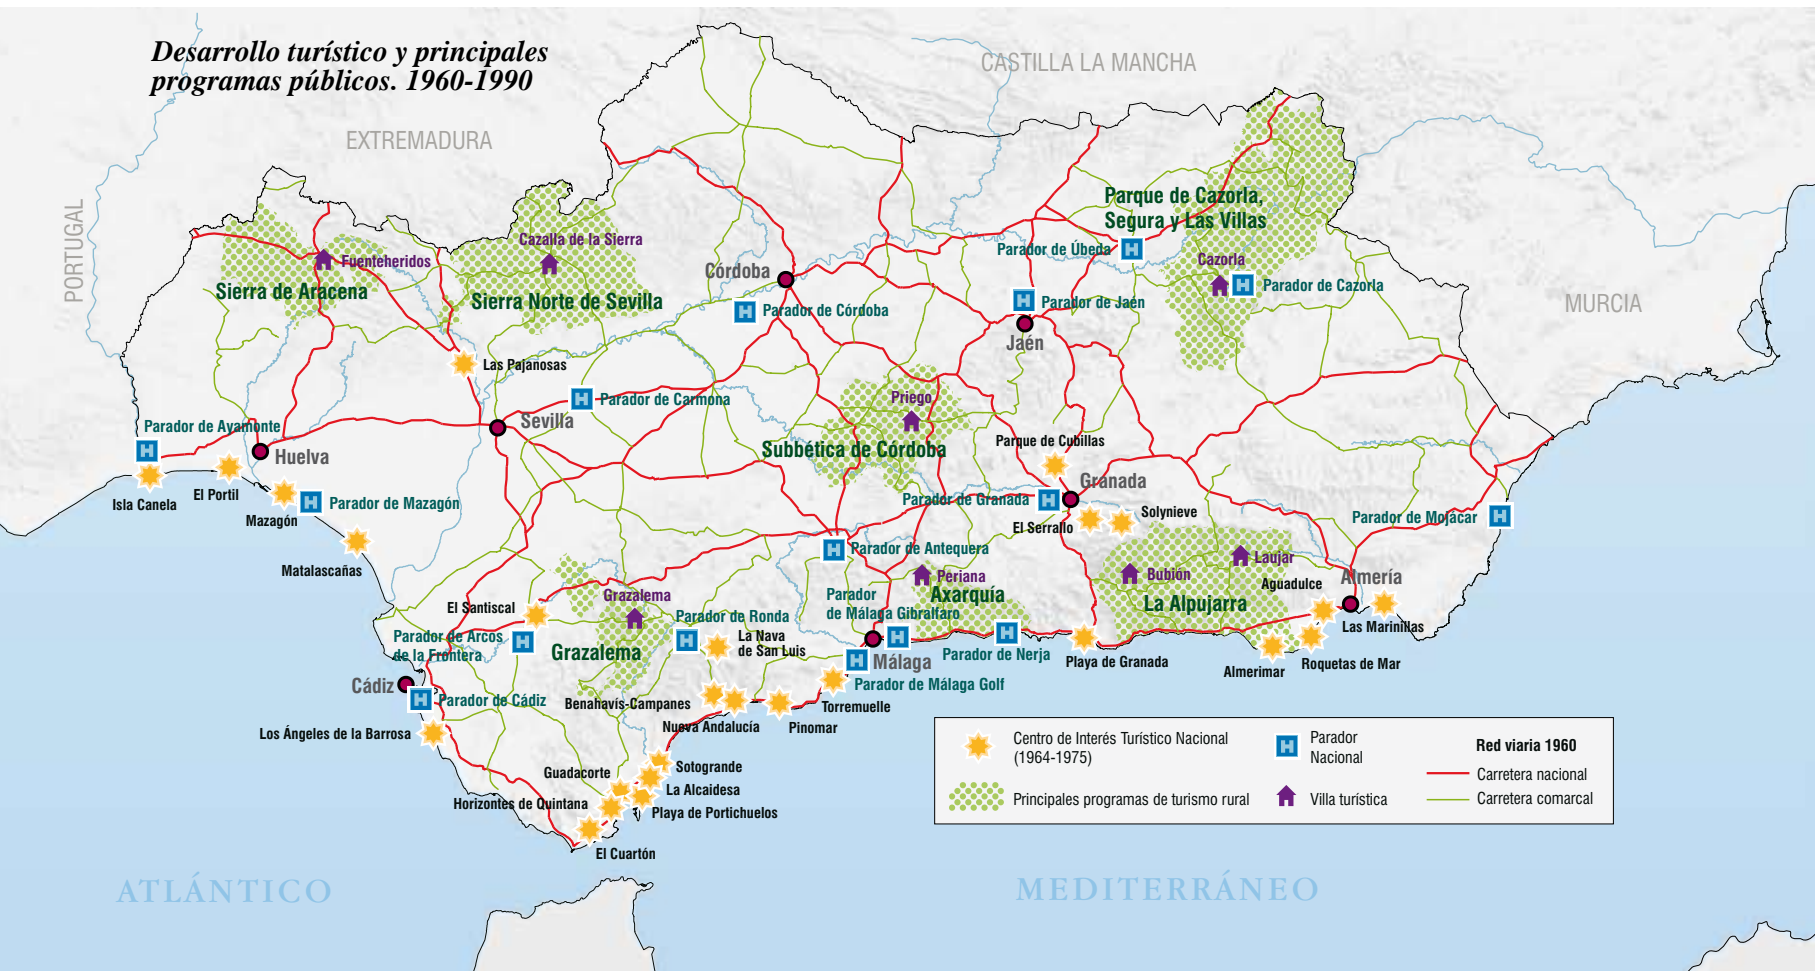 Desarrollo turístico y principales
programas públicos. 1960-1990
CASTILLA LA MANCHA
EXTREMADURA
PORTUGAL
MURCIA
Parque de Cazorla,
Segura y Las Villas
Parador de Úbeda
Cazorla
Parador de Cazorla
Cazalla de la Sierra
Fuenteheridos
Sierra de Aracena
Sierra Norte de Sevilla
Córdoba
Parador de Córdoba
Parador de Jaén
Jaén
Las Pajanosas
Parador de Carmona
Sevilla
Priego
Subbética de Córdoba
Parque de Cubillas
Parador de Ayamonte
Huelva
Isla Canela
El Portil
Mazagón
Parador de Mazagón
Matalascañas
Granada
Parador de Granada
El Serrallo
Solynieve
Parador de Mojácar
Parador de Antequera
Periana
Axarquía
Bubión
Laujar
Aguadulce
Almería
La Alpujarra
Las Marinillas
Grazalema
El Santiscal
Parador de Ronda
Parador
de Málaga Gibralfaro
Parador de Arcos
de la Frontera
Grazalema
La Nava
de San Luis
Málaga
Parador de Nerja
Playa de Granada
Almerimar
Roquetas de Mar
Parador de Málaga Golf
Cádiz
Parador de Cádiz
Benahavís-Campanes
Torremuelle
Nueva Andalucía
Pinomar
Los Ángeles de la Barrosa
Guadacorte
Sotogrande
La Alcaidesa
Horizontes de Quintana
Playa de Portichuelos
El Cuartón
Centro de Interés Turístico Nacional
(1964-1975)
Parador
Nacional
Red viaria 1960
Carretera nacional
Principales programas de turismo rural
Villa turística
Carretera comarcal
ATLÁNTICO
MEDITERRÁNEO